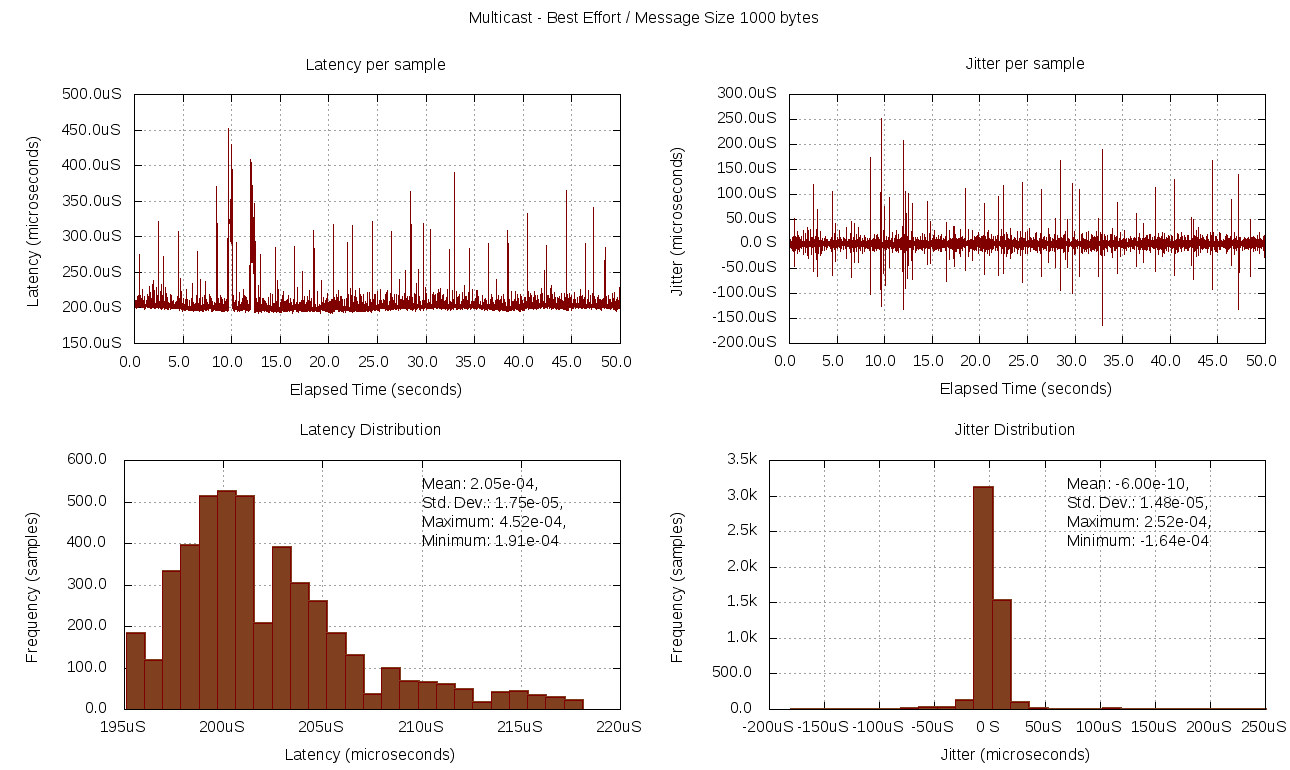 Multicast - Best Effort / Message Size 1000 bytes
Latency per sample
500.0uS
450.0uS
400.0uS
350.0uS
300.0uS
250.0uS
200.0uS
150.0uS
Latency (microseconds)
0.0 5.0 10.0 15.0 20.0 25.0 30.0 35.0 40.0 45.0 50.0
Elapsed Time (seconds)
Jitter per sample
300.0uS
250.0uS
200.0uS
150.0uS
100.0uS
50.0uS
0.0 S
-50.0uS
-100.0uS
-150.0uS
-200.0uS
Jitter (microseconds)
0.0 5.0 10.0 15.0 20.0 25.0 30.0 35.0 40.0 45.0 50.0
Elapsed Time (seconds)
Latency Distribution
600.0
500.0
400.0
300.0
200.0
100.0
0.0
Frequency (samples)
Mean: 2.05e-04,
Std. Dev.: 1.75e-05,
Maximum: 4.52e-04,
Minimum: 1.91e-04
195uS 200uS 205uS 210uS 215uS 220uS
Latency (microseconds)
Jitter Distribution
3.5k
3.0k
2.5k
2.0k
1.5k
1.0k
500.0
0.0
Frequency (samples)
Mean: -6.00e-10,
Std. Dev.: 1.48e-05,
Maximum: 2.52e-04,
Minimum: -1.64e-04
-200uS -150uS -100uS -50uS 0 S 50uS 100uS 150uS 200uS 250uS
Jitter (microseconds)